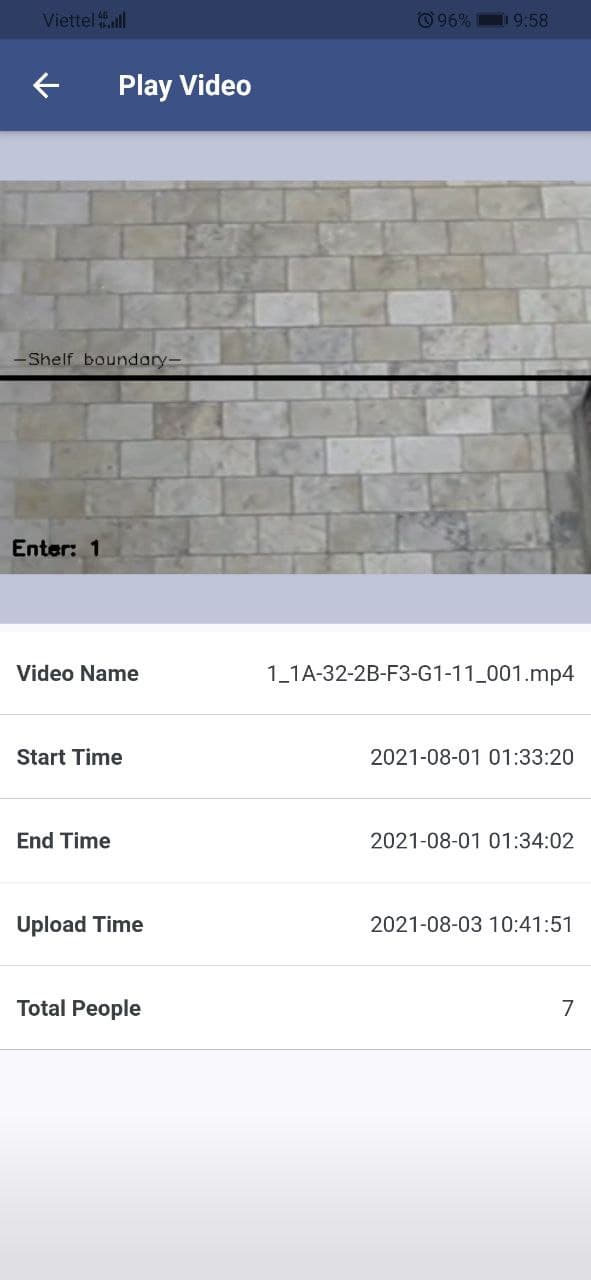 Viettel 4G 96% 9:58
Play Video
—Shelf boundary—
Enter: 1
Video Name 1_1A-32-2B-F3-G1-11_001.mp4
Start Time 2021-08-01 01:33:20
End Time 2021-08-01 01:34:02
Upload Time 2021-08-03 10:41:51
Total People 7